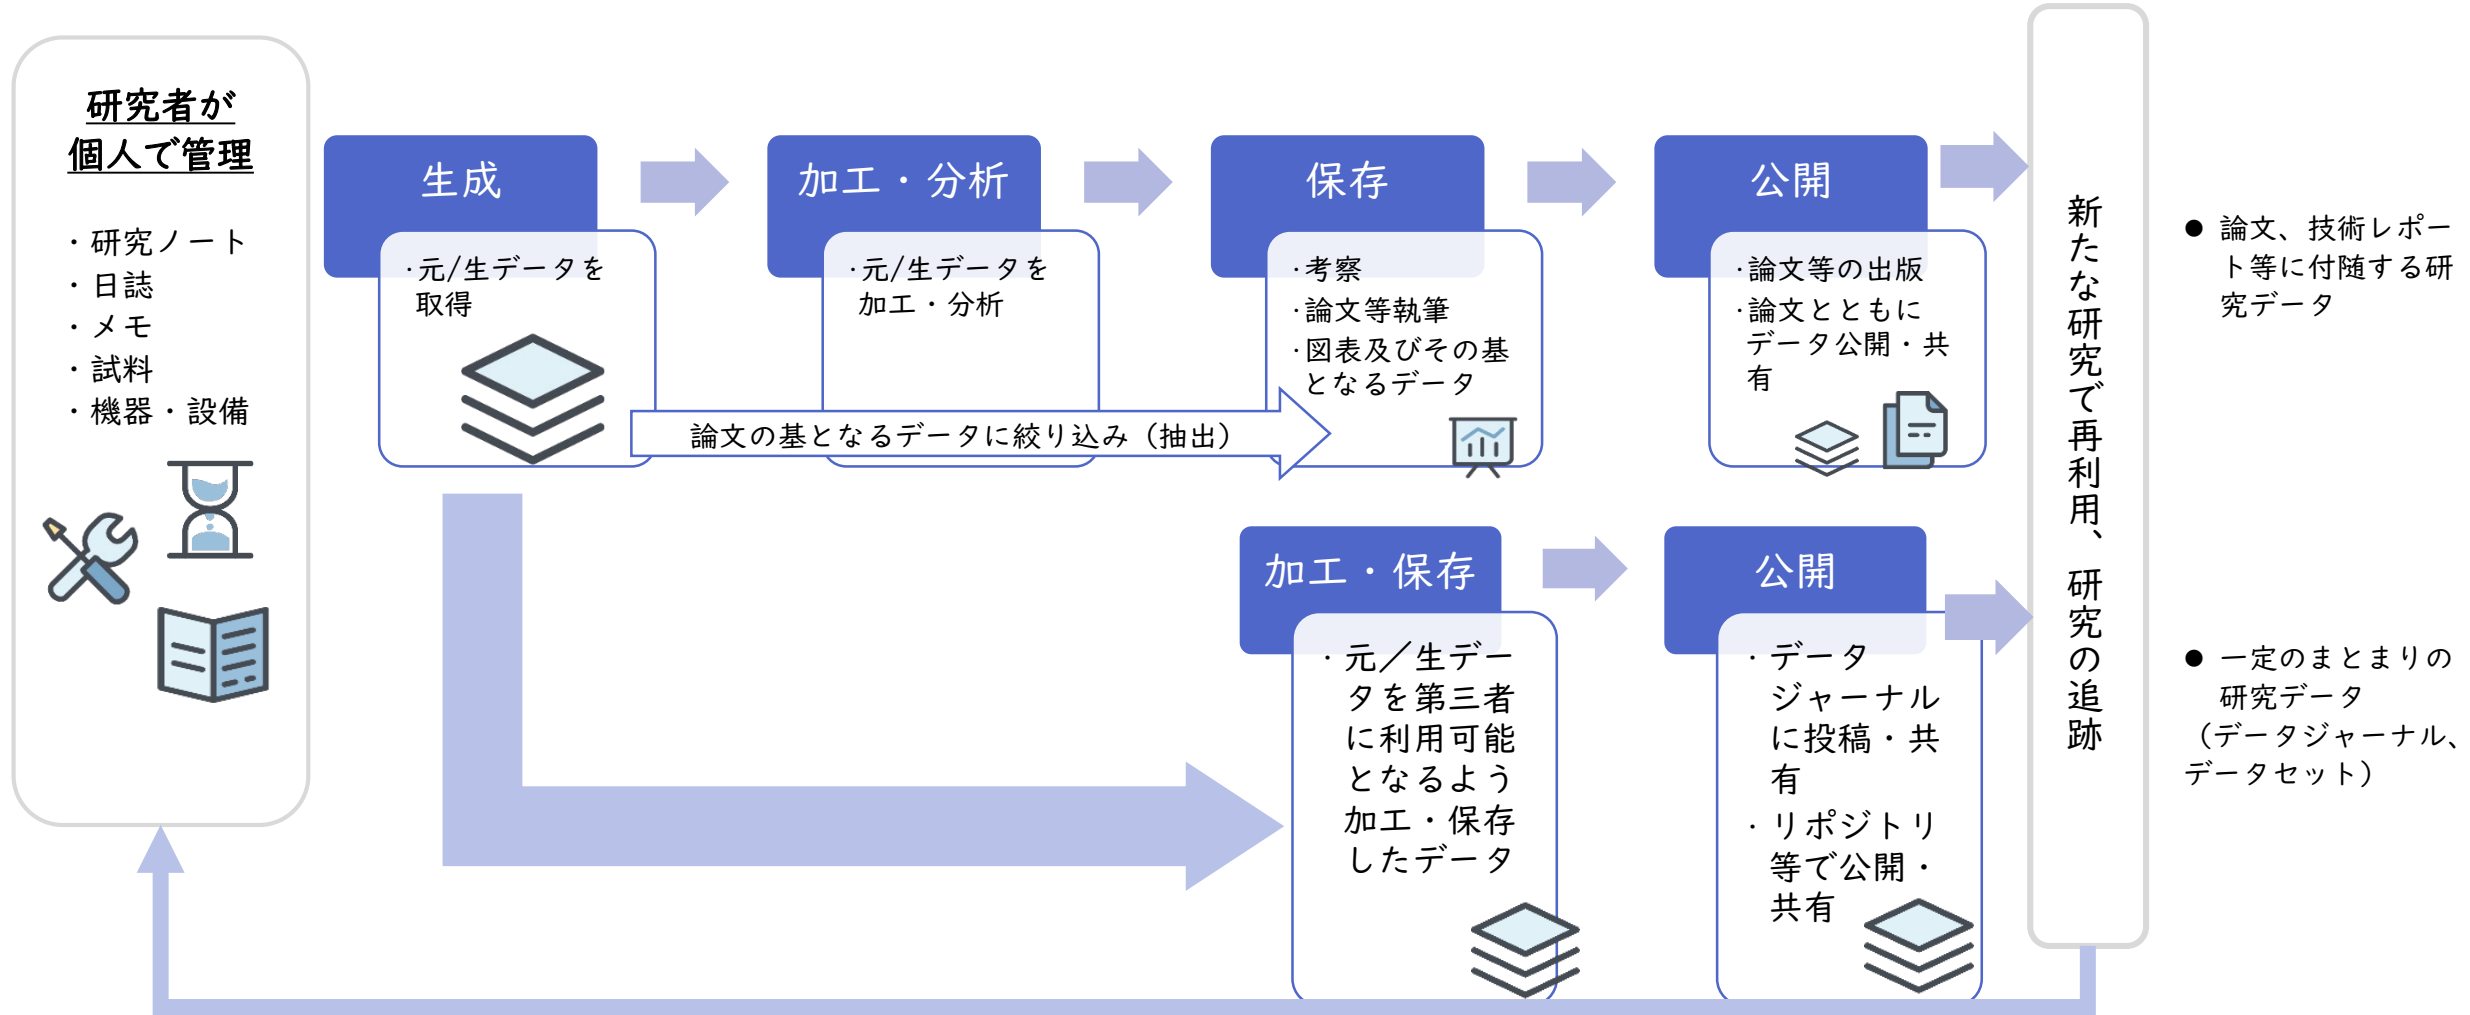 研究者が
個人で管理
・研究ノート
・日誌
・メモ
・試料
・機器・設備
生成
・元/生データを
取得
加工・分析
・元/生データを
加工・分析
保存
・考察
・論文等執筆
・図表及びその基
となるデータ
公開
・論文等の出版
・論文とともに
データ公開・共
有
論文の基となるデータに絞り込み（抽出）
加工・保存
・元／生デー
タを第三者
に利用可能
となるよう
加工・保存
したデータ
公開
・データ
ジャーナル
に投稿・共
有
・リポジトリ
等で公開・
共有
新たな研究で再利用、研究の追跡
● 論文、技術レポー
ト等に付随する研
究データ
● 一定のまとまりの
研究データ
（データジャーナル、
データセット）